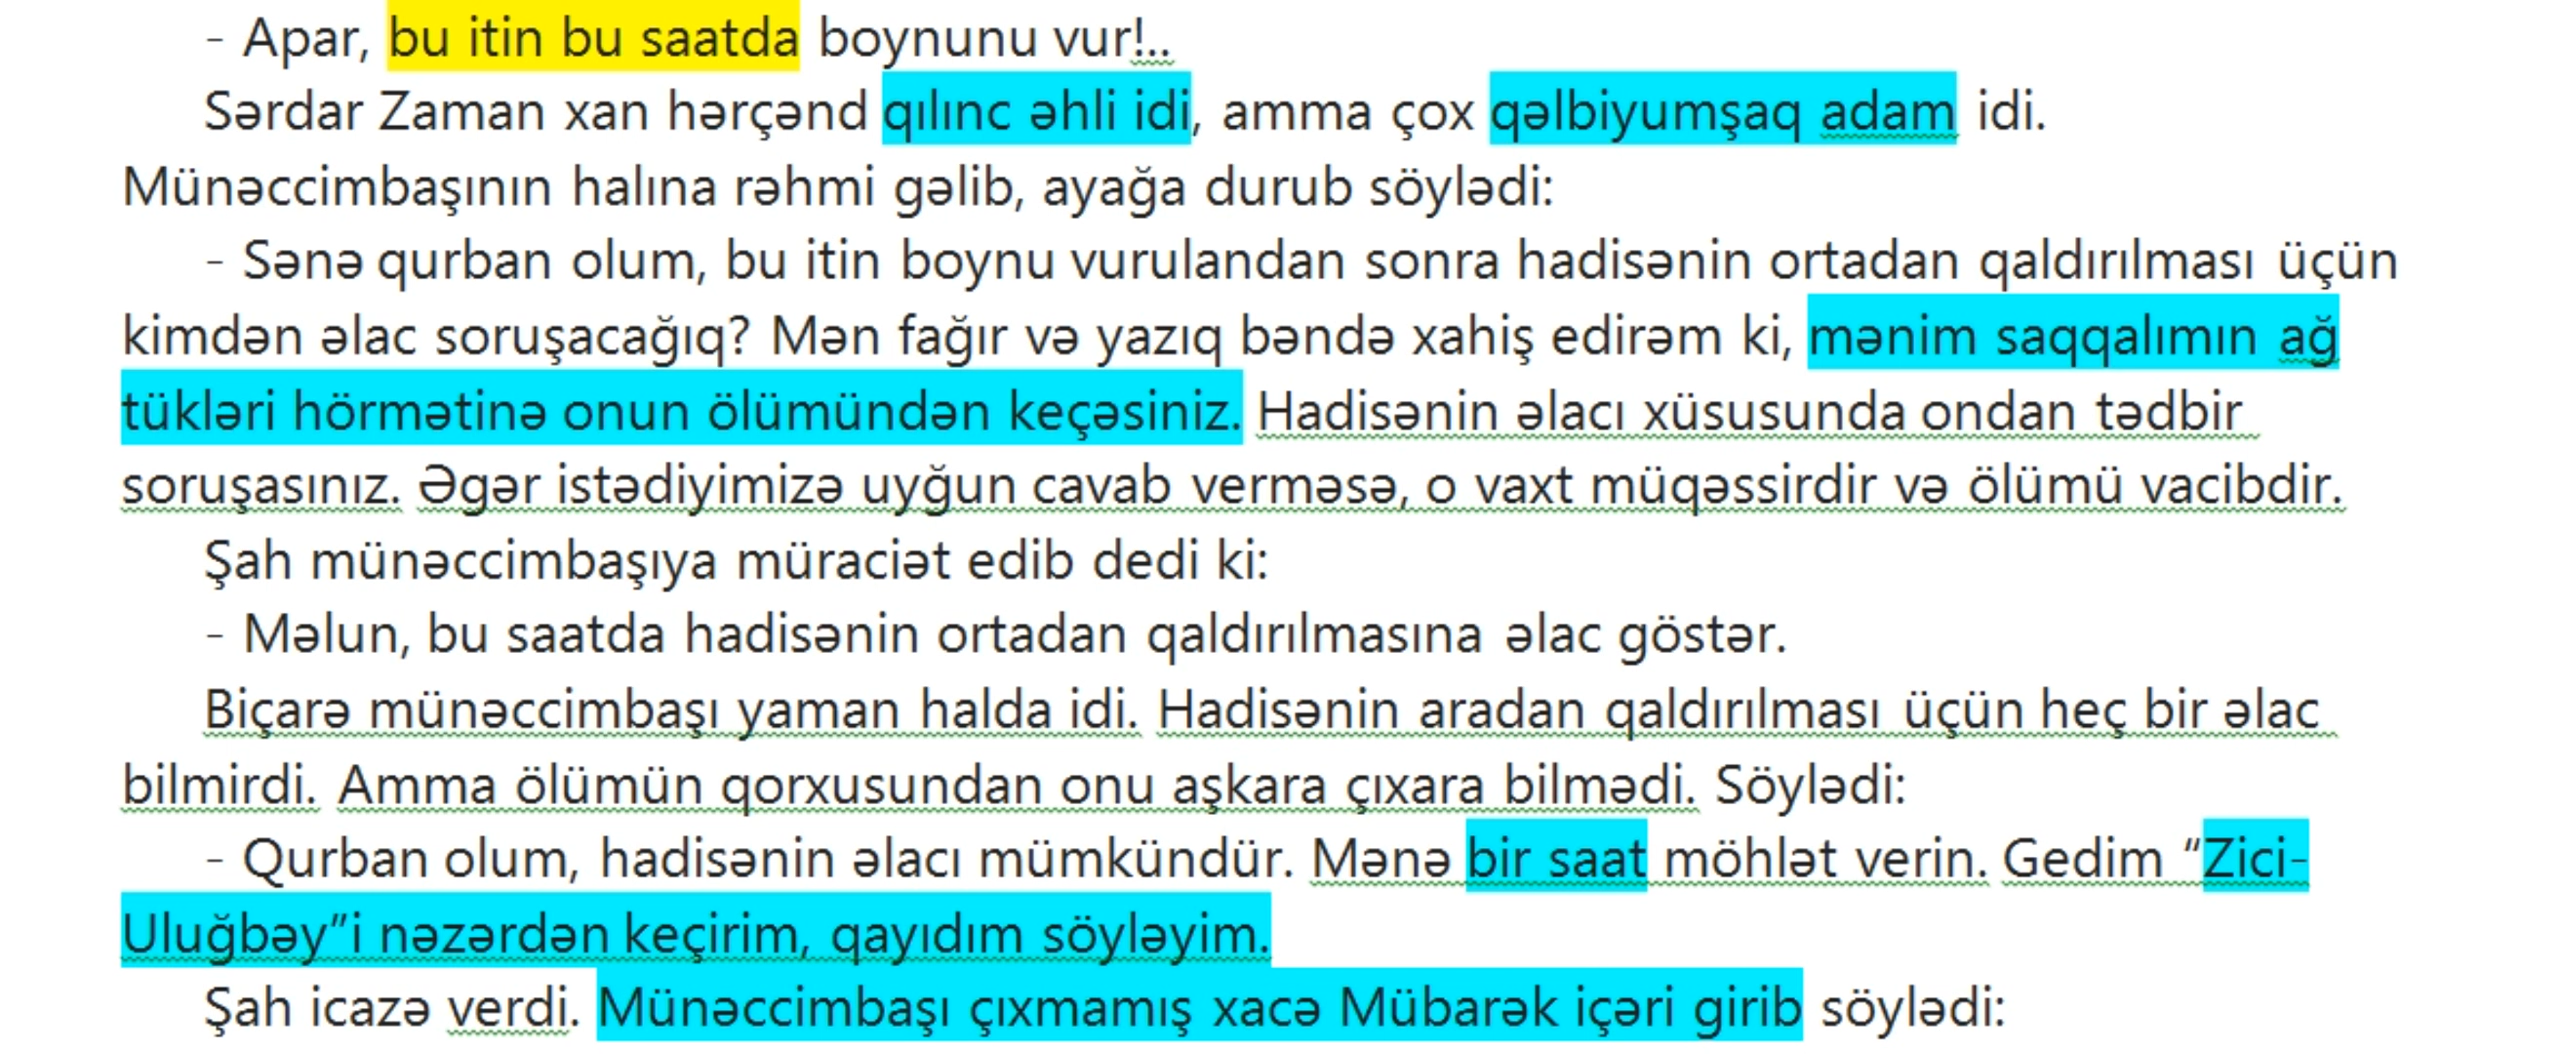 - Apar, bu itin bu saatda boynunu vur!..
Sərdar Zaman xan hərçənd qılınc əhli idi, amma çox qəlbiyumşaq adam idi.
Münəccimbaşının halına rəhmi gəlib, ayağa durub söylədi:
- Sənə qurban olum, bu itin boynu vurulandan sonra hadisənin ortadan qaldırılması üçün
kimdən əlac soruşacağıq? Mən fağır və yazıq bəndə xahiş edirəm ki, mənim saqqalımın ağ
tükləri hörmətinə onun ölümündən keçəsiniz. Hadisənin əlacı xüsusunda ondan tədbir
soruşasınız. Əgər istədiyimizə uyğun cavab verməsə, o vaxt müqəssirdir və ölümü vacibdir.
Şah münəccimbaşıya müraciət edib dedi ki:
- Məlun, bu saatda hadisənin ortadan qaldırılmasına əlac göstər.
Biçarə münəccimbaşı yaman halda idi. Hadisənin aradan qaldırılması üçün heç bir əlac
bilmirdi. Amma ölümün qorxusundan onu aşkara çıxara bilmədi. Söylədi:
- Qurban olum, hadisənin əlacı mümkündür. Mənə bir saat möhlət verin. Gedim “Zici-
Uluğbəy”i nəzərdən keçirim, qayıdım söyləyim.
Şah icazə verdi. Münəccimbaşı çıxmamış xacə Mübarək içəri girib söylədi: